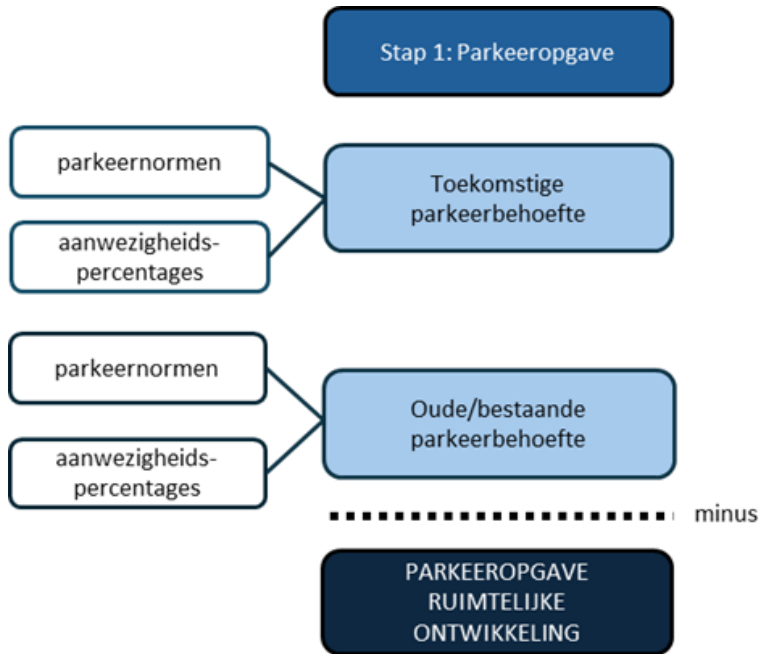 Stap 1: Parkeeropgave
parkeernormen
aanwezigheids-
percentages
Toekomstige
parkeerbehoefte
parkeernormen
aanwezigheids-
percentages
Oude/bestaande
parkeerbehoefte
minus
PARKEEROPGAVE
RUIMTELIJKE
ONTWIKKELING